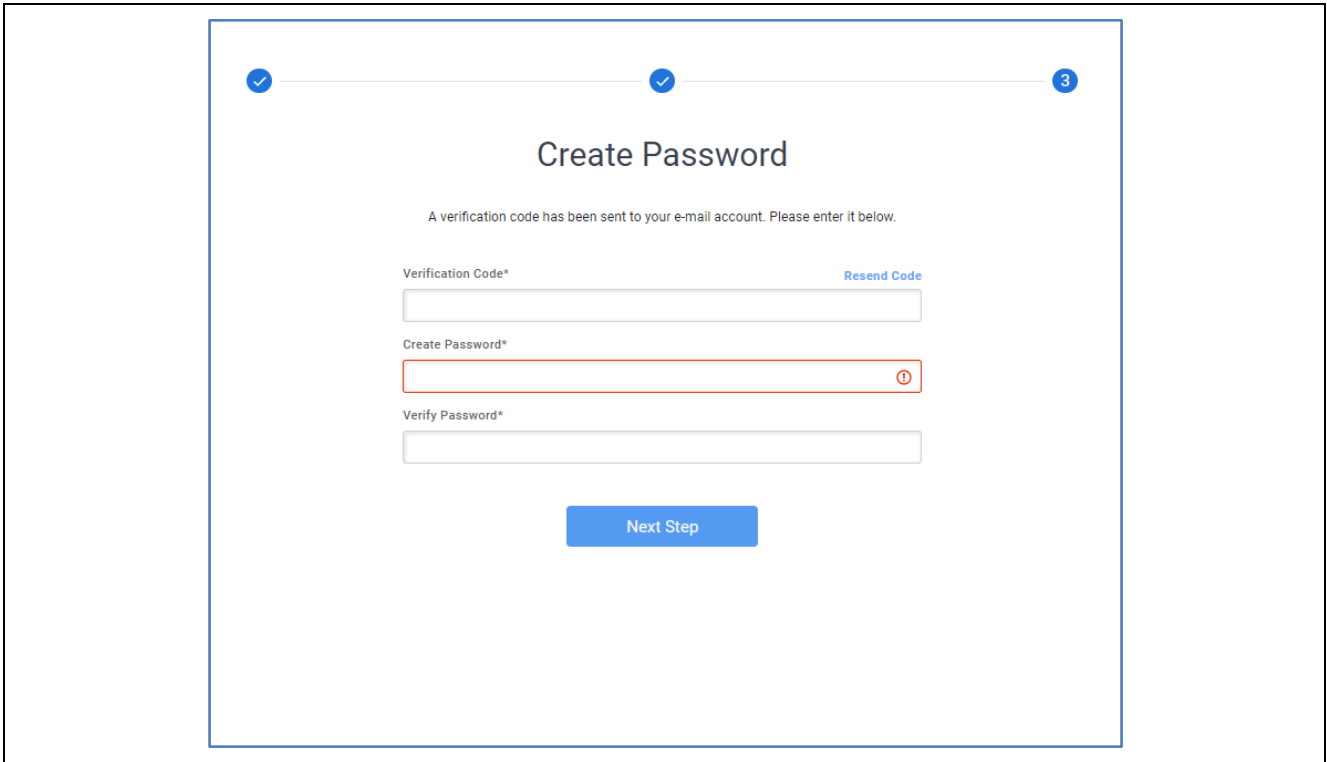 3
Create Password
A verification code has been sent to your e-mail account. Please enter it below.
Verification Code*
Resend Code
Create Password*
Verify Password*
Next Step